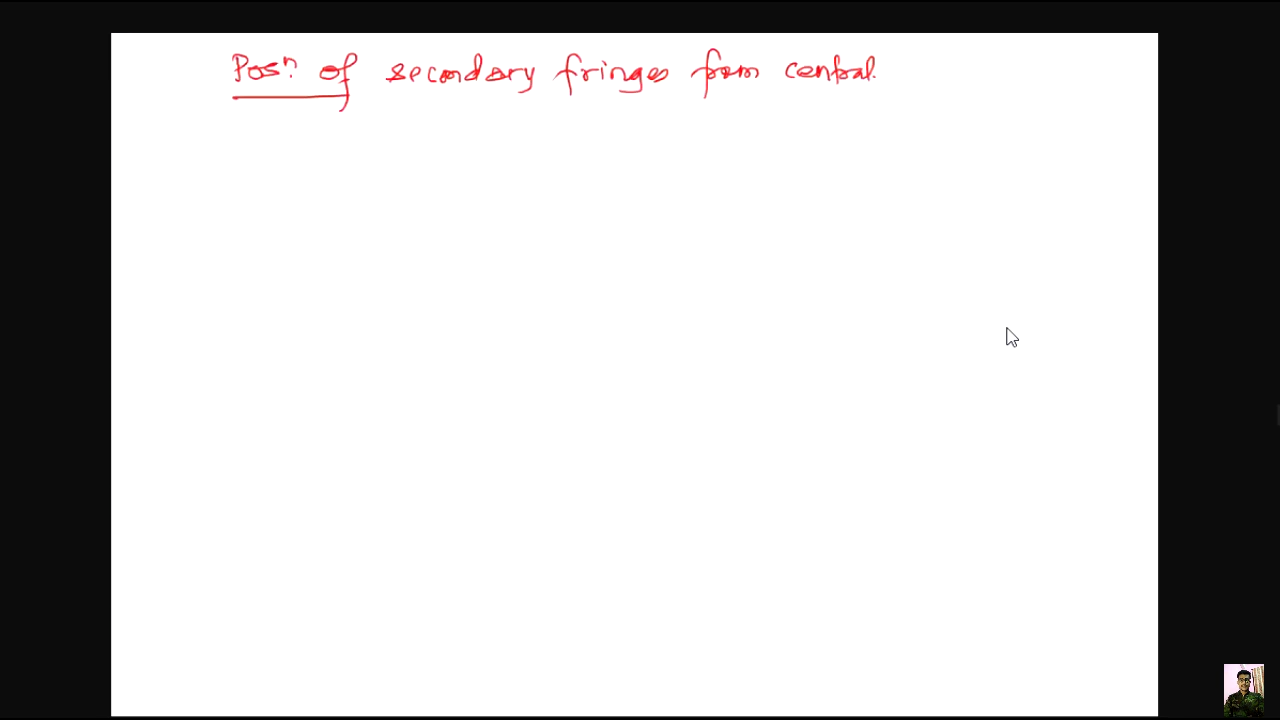 Posⁿ of secondary fringes from central.